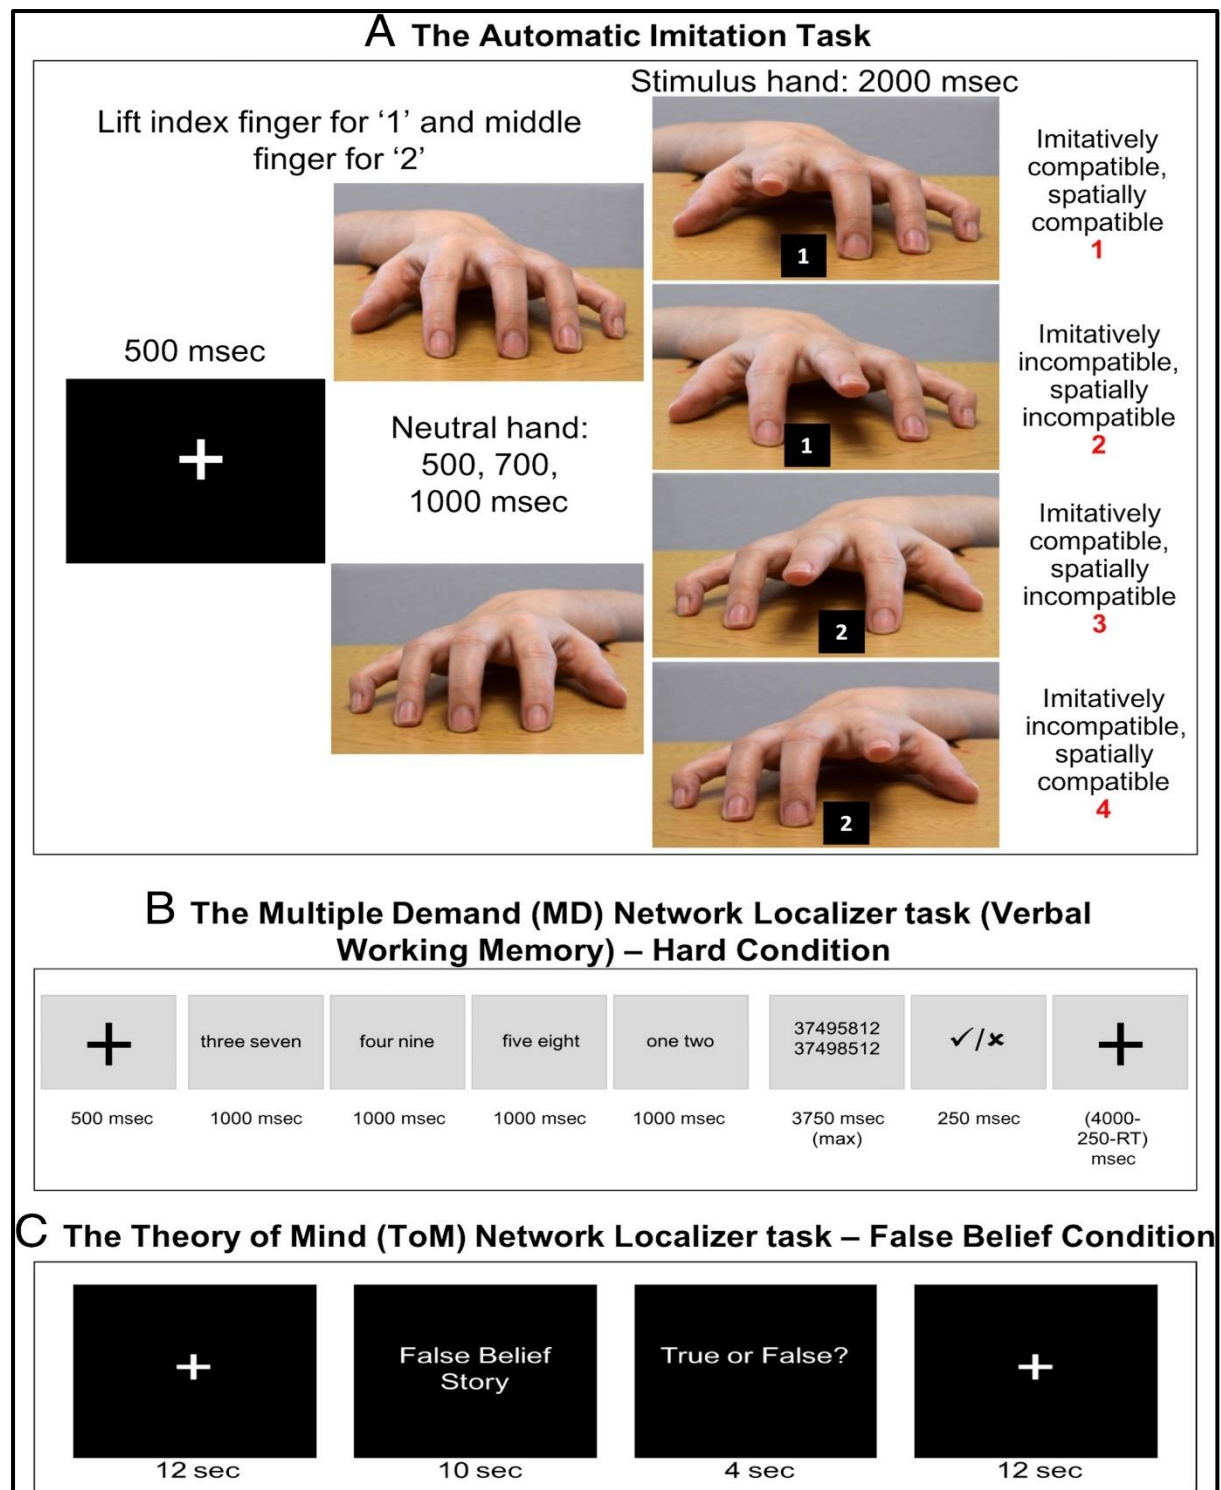 A The Automatic Imitation Task
Lift index finger for ‘1’ and middle
finger for ‘2’
500 msec
Neutral hand:
500, 700,
1000 msec
Stimulus hand: 2000 msec
1
Imitatively
compatible,
spatially
compatible
1
1
Imitatively
incompatible,
spatially
incompatible
2
2
Imitatively
compatible,
spatially
incompatible
3
2
Imitatively
incompatible,
spatially
compatible
4
B The Multiple Demand (MD) Network Localizer task (Verbal
Working Memory) – Hard Condition
three seven
four nine
five eight
one two
37495812
37498512
✓/✗
500 msec
1000 msec
1000 msec
1000 msec
1000 msec
3750 msec
(max)
250 msec
(4000-
250-RT)
msec
C The Theory of Mind (ToM) Network Localizer task – False Belief Condition
False Belief
Story
True or False?
12 sec
10 sec
4 sec
12 sec